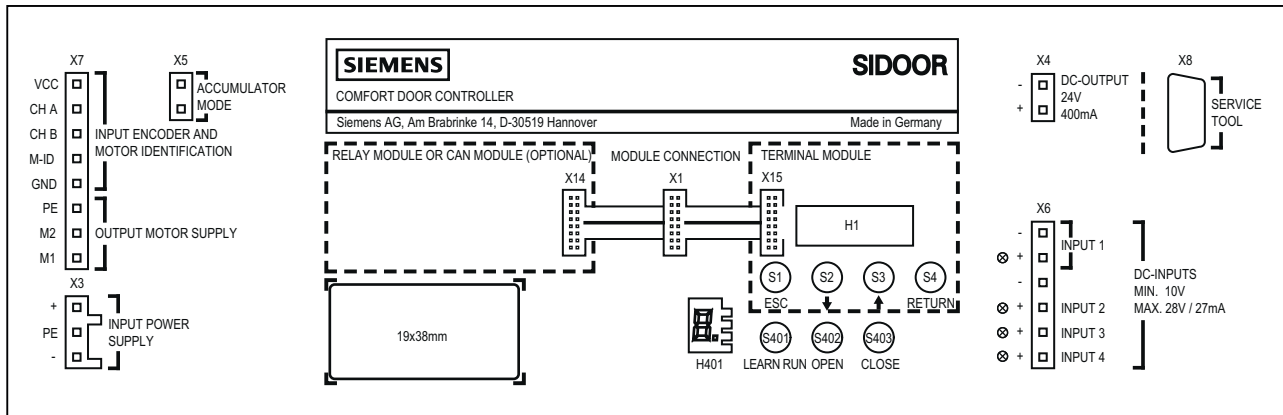 X7
VCC
CH A
CH B
M-ID
GND
PE
M2
M1
INPUT ENCODER AND
MOTOR IDENTIFICATION
OUTPUT MOTOR SUPPLY
X3
+
PE
-
INPUT POWER
SUPPLY
X5
ACCUMULATOR
MODE
SIEMENS
SIDOOR
COMFORT DOOR CONTROLLER
Siemens AG, Am Brabrinke 14, D-30519 Hannover
Made in Germany
RELAY MODULE OR CAN MODULE (OPTIONAL)
X14
MODULE CONNECTION
X1
TERMINAL MODULE
X15
H1
S1
S2
S3
S4
ESC
RETURN
19x38mm
8.
H401
S401
S402
S403
LEARN RUN
OPEN
CLOSE
X4
-
+
DC-OUTPUT
24V
400mA
X8
SERVICE
TOOL
X6
-
+
INPUT 1
-
+ INPUT 2
+ INPUT 3
+ INPUT 4
DC-INPUTS
MIN. 10V
MAX. 28V / 27mA